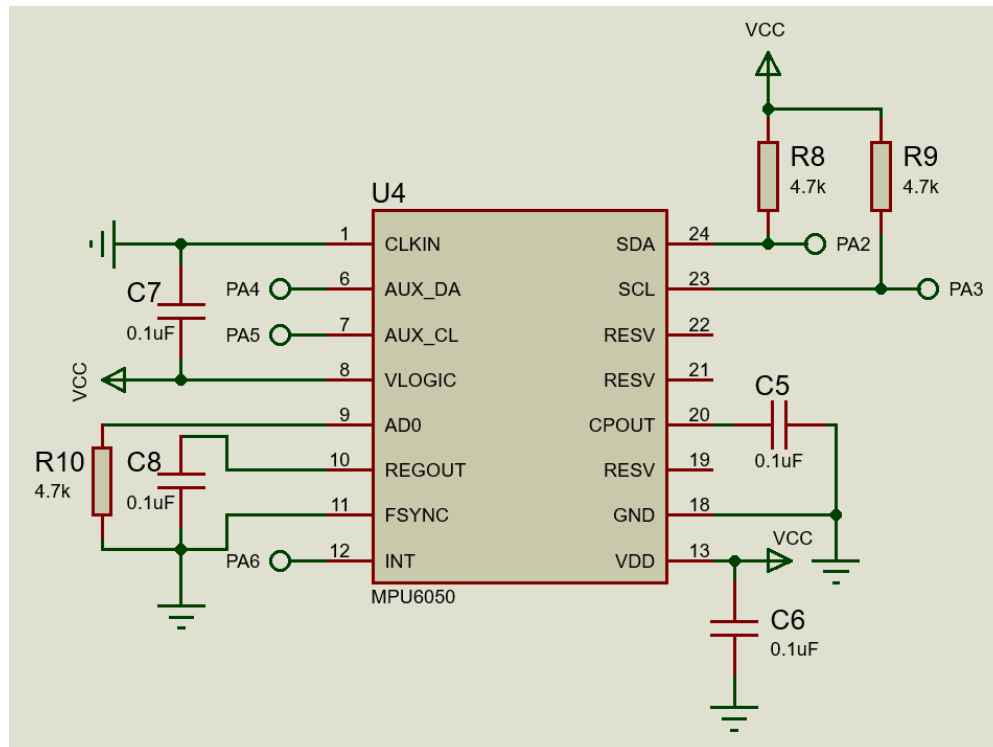 VCC
R8
4.7k
R9
4.7k
U4
1 CLKIN SDA 24 PA2
C7
0.1uF
PA4 6 AUX_DA SCL 23 PA3
PA5 7 AUX_CL RESV 22
VCC 8 VLOGIC RESV 21
9 AD0 CPOUT 20
C5
0.1uF
R10
4.7k
C8
0.1uF
10 REGOUT RESV 19
11 FSYNC GND 18
PA6 12 INT VDD 13 VCC
MPU6050
C6
0.1uF